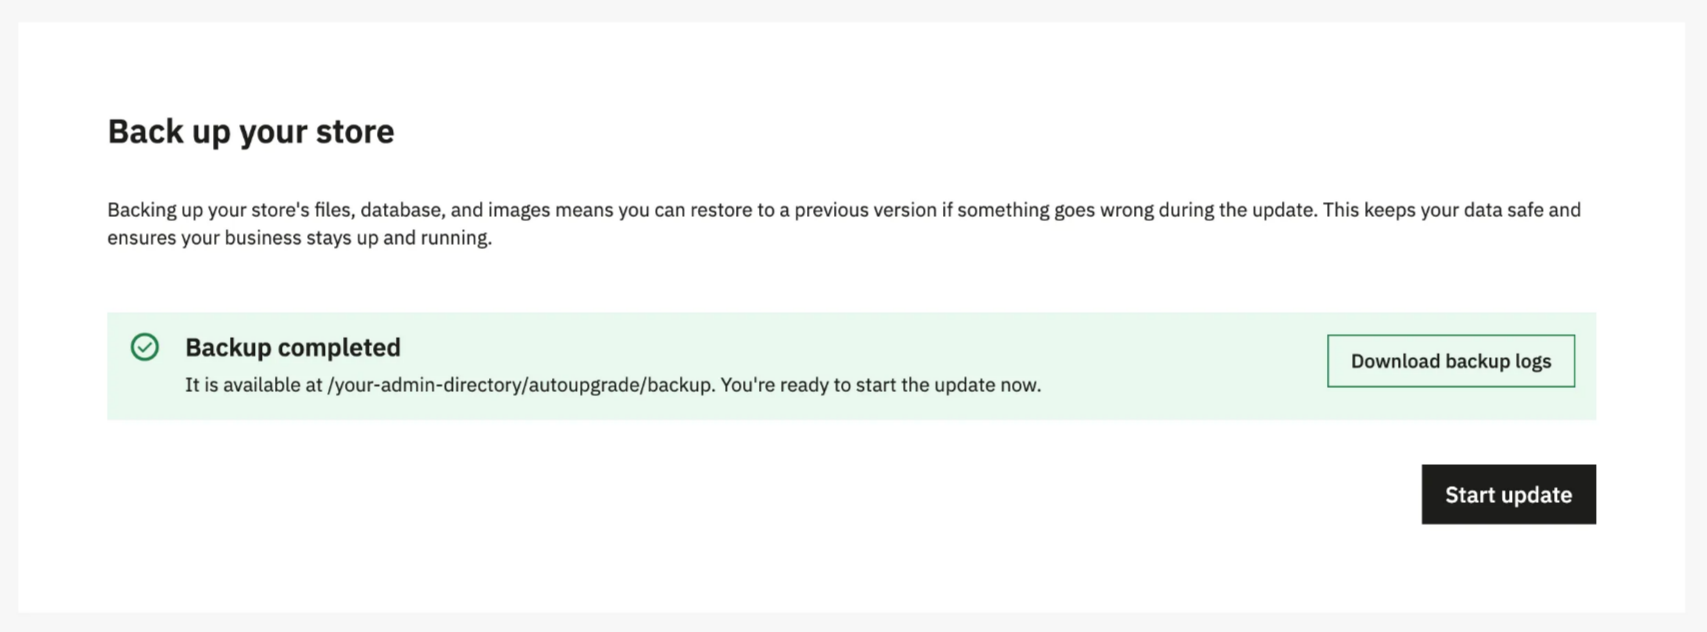 Back up your store
Backing up your store's files, database, and images means you can restore to a previous version if something goes wrong during the update. This keeps your data safe and
ensures your business stays up and running.
Backup completed
It is available at /your-admin-directory/autoupgrade/backup. You're ready to start the update now.
Download backup logs
Start update